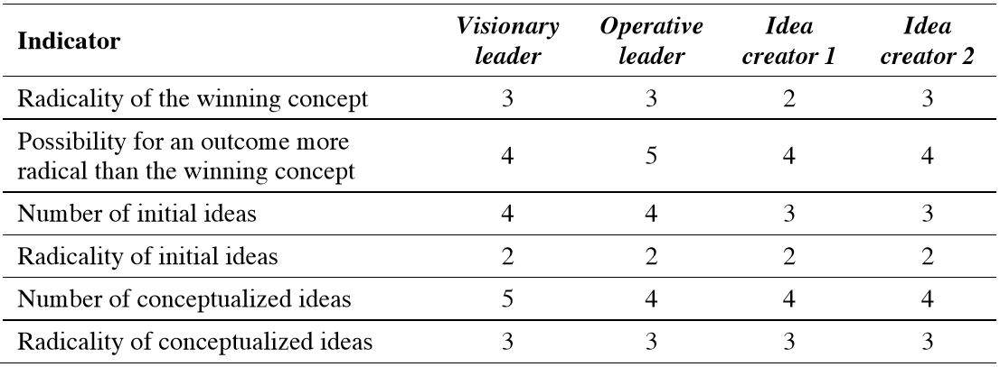 Indicator Visionary leader Operative leader Idea creator 1 Idea creator 2
Radicality of the winning concept 3 3 2 3
Possibility for an outcome more
radical than the winning concept 4 5 4 4
Number of initial ideas 4 4 3 3
Radicality of initial ideas 2 2 2 2
Number of conceptualized ideas 5 4 4 4
Radicality of conceptualized ideas 3 3 3 3